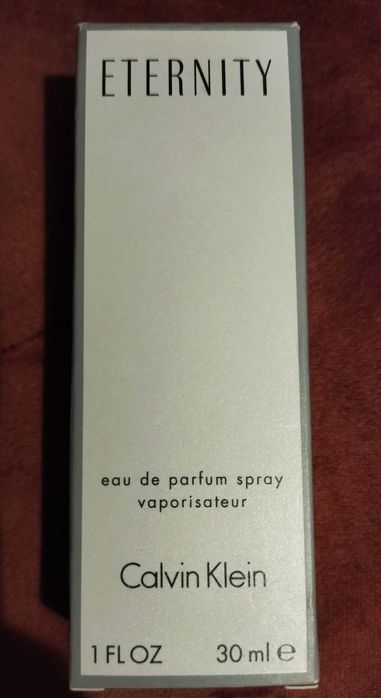 ETERNITY
eau de parfum spray
vaporisateur
Calvin Klein
1 FL OZ 30 ml ℮